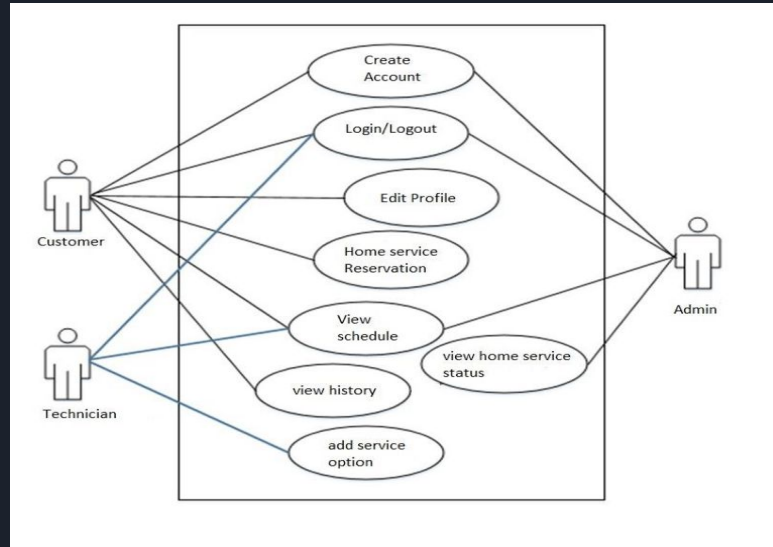 Create
Account
Login/Logout
Edit Profile
Customer
Home service
Reservation
Admin
View
schedule
view home service
status
view history
Technician
add service
option